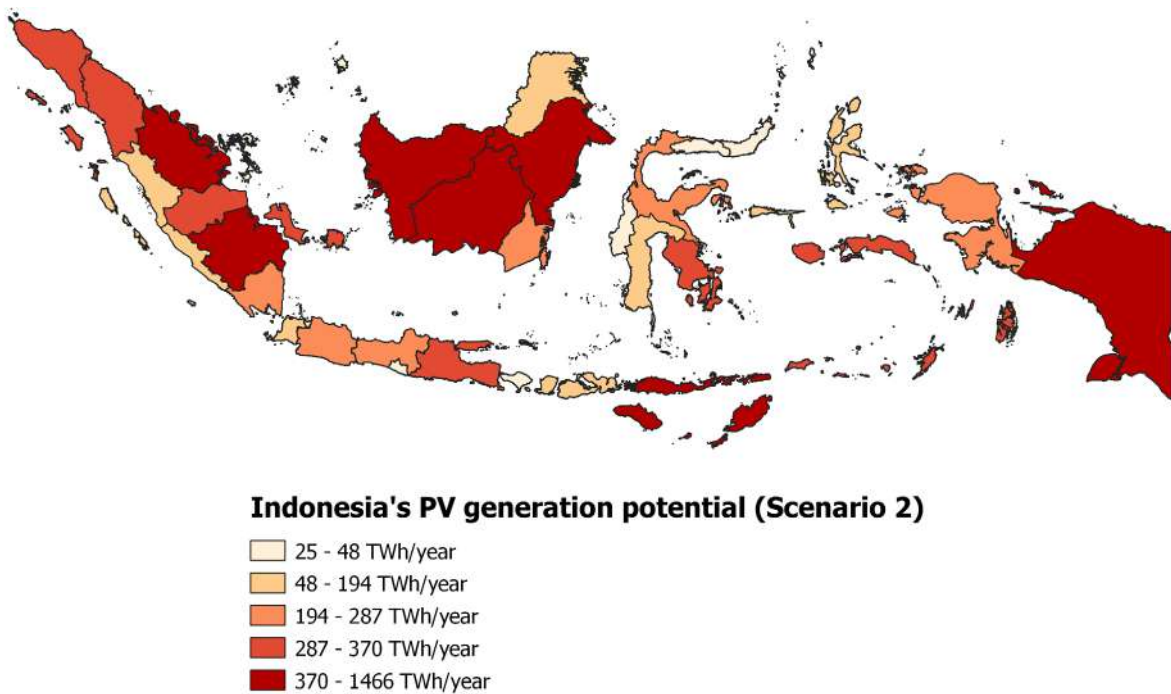 Indonesia's PV generation potential (Scenario 2)
25 - 48 TWh/year
48 - 194 TWh/year
194 - 287 TWh/year
287 - 370 TWh/year
370 - 1466 TWh/year